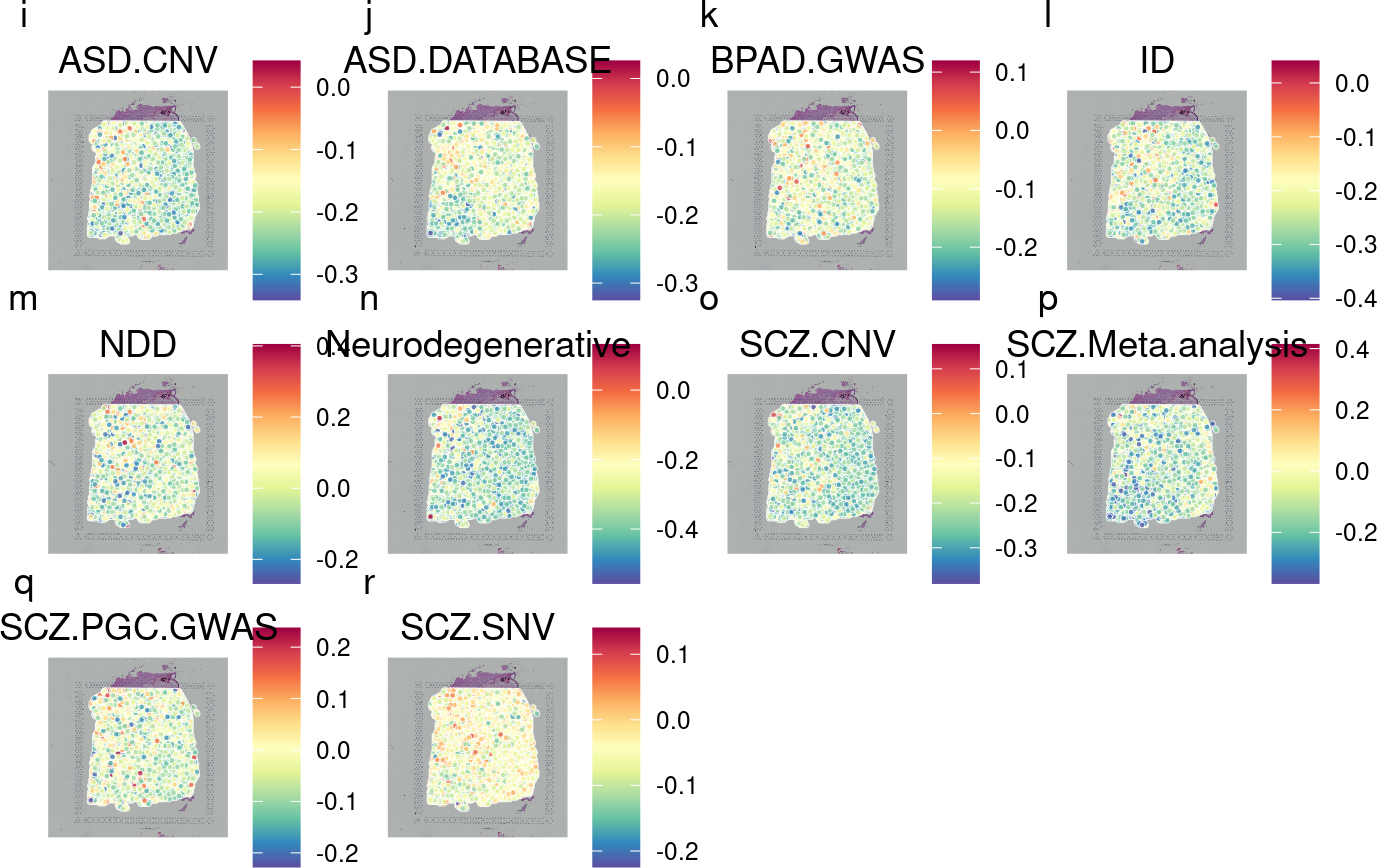 i
j
k
l
ASD.CNV
0.0
-0.1
-0.2
-0.3
ASD.DATABASE
0.0
-0.1
-0.2
-0.3
BPAD.GWAS
0.1
0.0
-0.1
-0.2
ID
0.0
-0.1
-0.2
-0.3
-0.4
m
n
o
p
NDD
0.4
0.2
0.0
-0.2
Neurodegenerative
0.0
-0.2
-0.4
SCZ.CNV
0.1
0.0
-0.1
-0.2
-0.3
SCZ.Meta.analysis
0.4
0.2
0.0
-0.2
q
r
SCZ.PGC.GWAS
0.2
0.1
0.0
-0.1
-0.2
SCZ.SNV
0.1
0.0
-0.1
-0.2